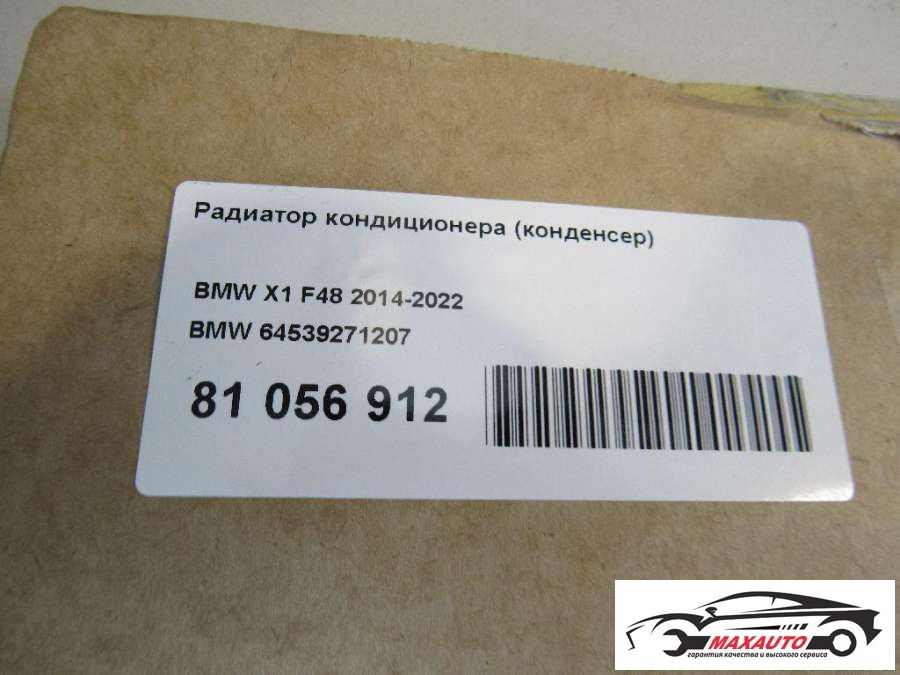 Радиатор кондиционера (конденсер)
BMW X1 F48 2014-2022
BMW 64539271207
81 056 912
MAXAUTO
гарантия качества и высокого сервиса